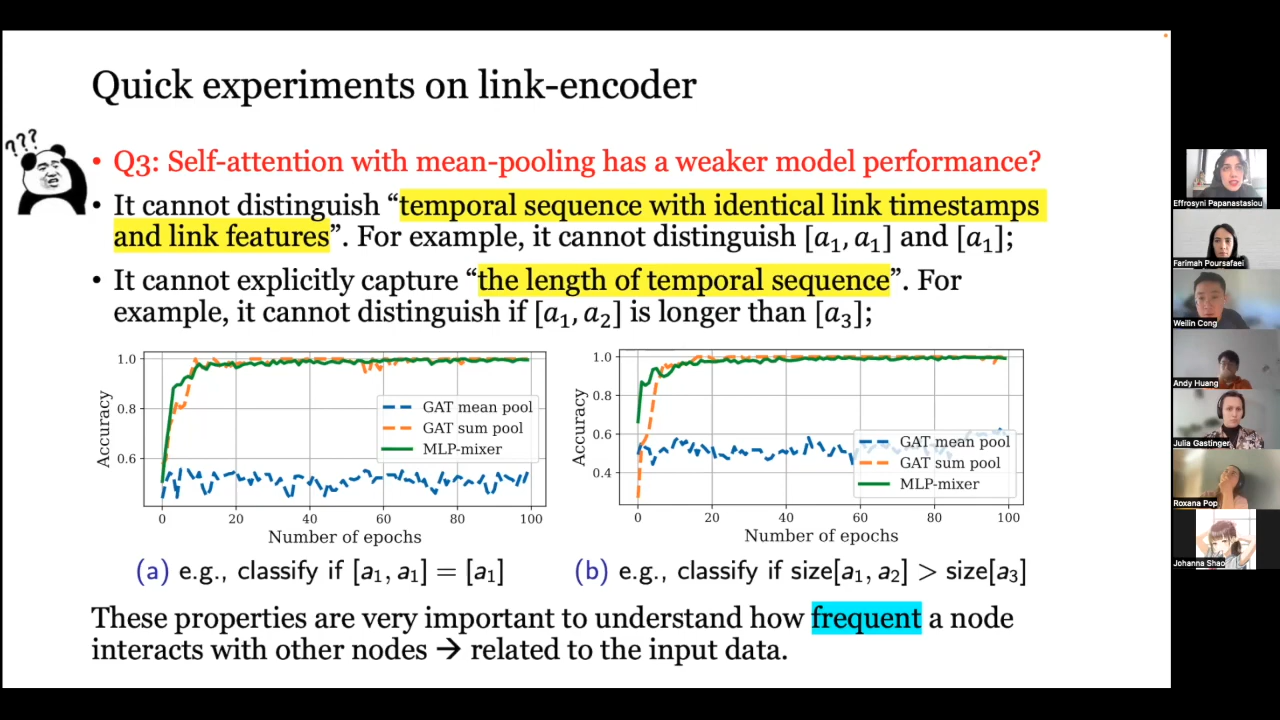 Quick experiments on link-encoder
???
• Q3: Self-attention with mean-pooling has a weaker model performance?
• It cannot distinguish “temporal sequence with identical link timestamps
and link features”. For example, it cannot distinguish [a₁, a₁] and [a₁];
• It cannot explicitly capture “the length of temporal sequence”. For
example, it cannot distinguish if [a₁, a₂] is longer than [a₃];
1.0
0.8
0.6
Accuracy
GAT mean pool
GAT sum pool
MLP-mixer
0 20 40 60 80 100
Number of epochs
(a) e.g., classify if [a₁, a₁] = [a₁]
1.0
0.8
0.6
0.4
Accuracy
GAT mean pool
GAT sum pool
MLP-mixer
0 20 40 60 80 100
Number of epochs
(b) e.g., classify if size[a₁, a₂] > size[a₃]
These properties are very important to understand how frequent a node
interacts with other nodes → related to the input data.
Effrosyni Papanastasiou
Farimah Poursafaei
Weilin Cong
Andy Huang
Julia Gastinger
Roxana Pop
Johanna Shao